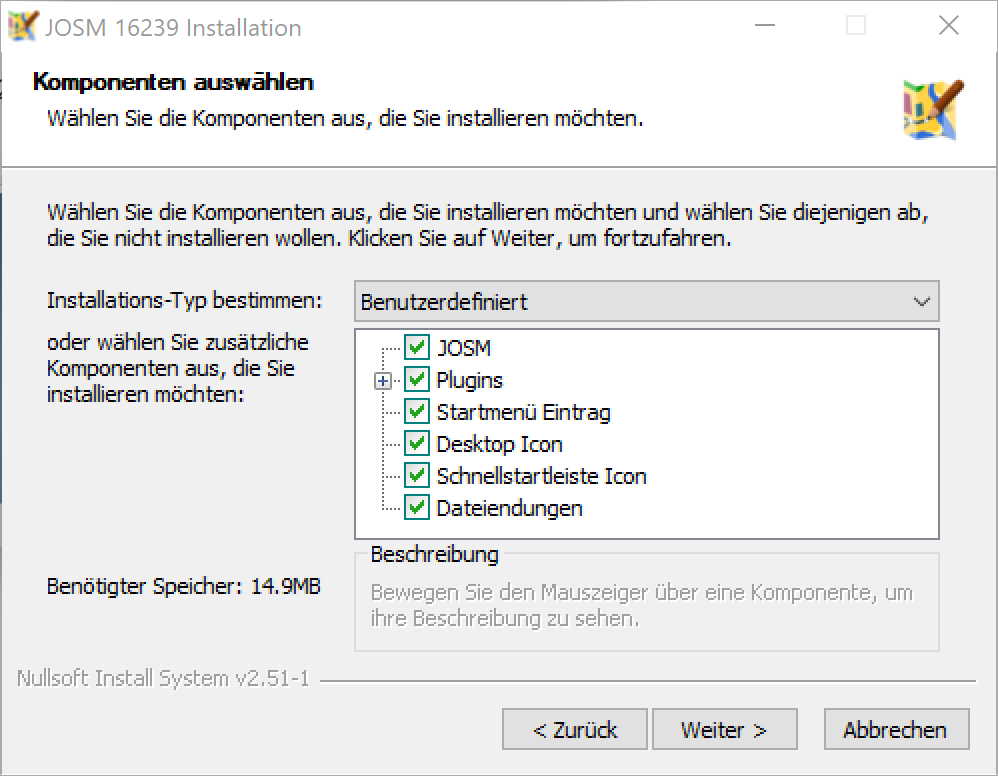 JOSM 16239 Installation
Komponenten auswählen
Wählen Sie die Komponenten aus, die Sie installieren möchten.
Wählen Sie die Komponenten aus, die Sie installieren möchten und wählen Sie diejenigen ab,
die Sie nicht installieren wollen. Klicken Sie auf Weiter, um fortzufahren.
Installations-Typ bestimmen:
Benutzerdefiniert
oder wählen Sie zusätzliche
Komponenten aus, die Sie
installieren möchten:
JOSM
Plugins
Startmenü Eintrag
Desktop Icon
Schnellstartleiste Icon
Dateiendungen
Benötigter Speicher: 14.9MB
Beschreibung
Bewegen Sie den Mauszeiger über eine Komponente, um
ihre Beschreibung zu sehen.
Nullsoft Install System v2.51-1
< Zurück
Weiter >
Abbrechen